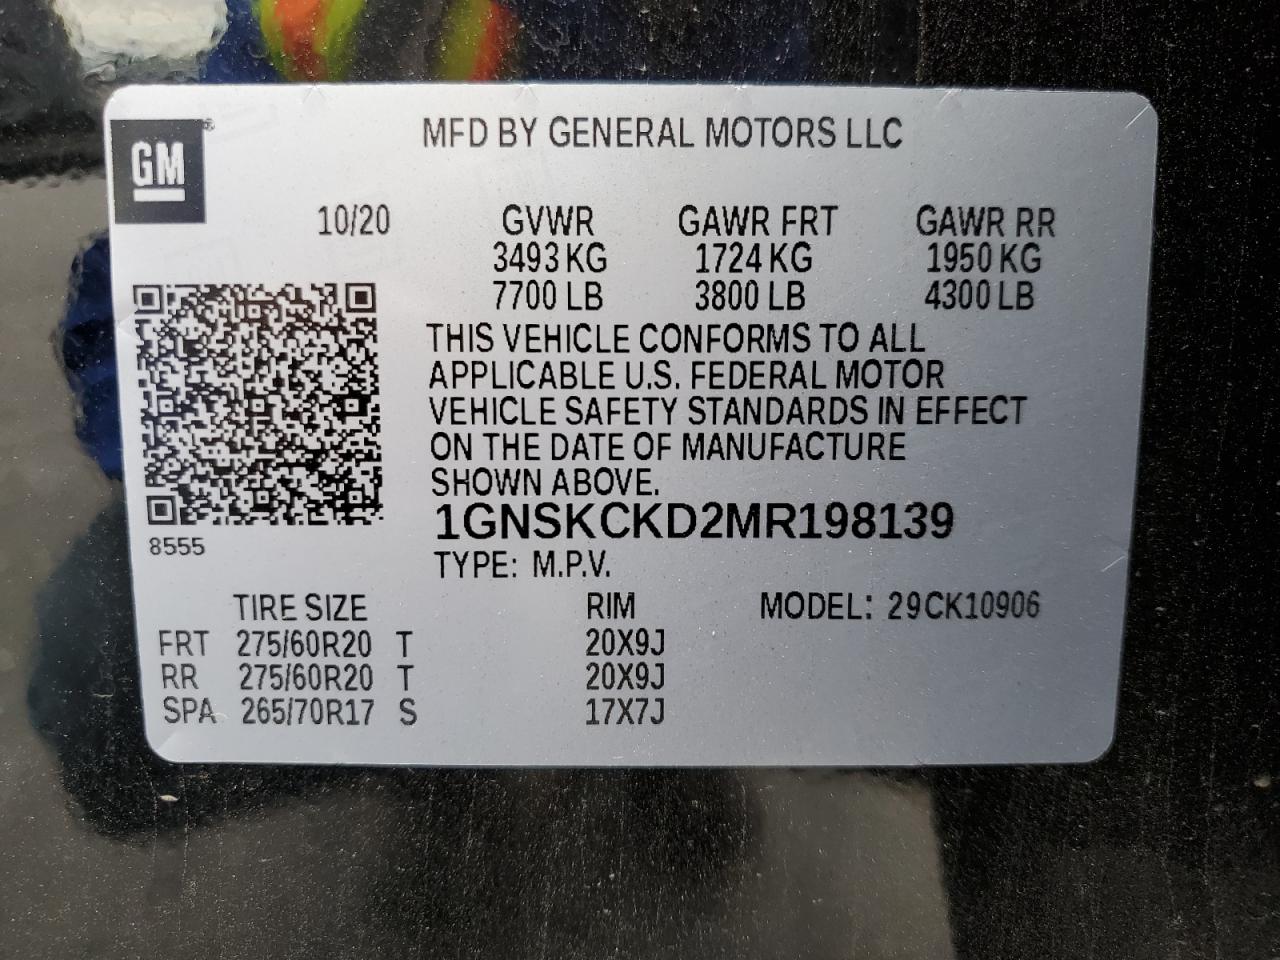 MFD BY GENERAL MOTORS LLC
GM®
10/20 GVWR GAWR FRT GAWR RR
3493 KG 1724 KG 1950 KG
7700 LB 3800 LB 4300 LB
THIS VEHICLE CONFORMS TO ALL
APPLICABLE U.S. FEDERAL MOTOR
VEHICLE SAFETY STANDARDS IN EFFECT
ON THE DATE OF MANUFACTURE
SHOWN ABOVE.
1GNSKCKD2MR198139
8555
TYPE: M.P.V.
TIRE SIZE RIM MODEL: 29CK10906
FRT 275/60R20 T 20X9J
RR 275/60R20 T 20X9J
SPA 265/70R17 S 17X7J